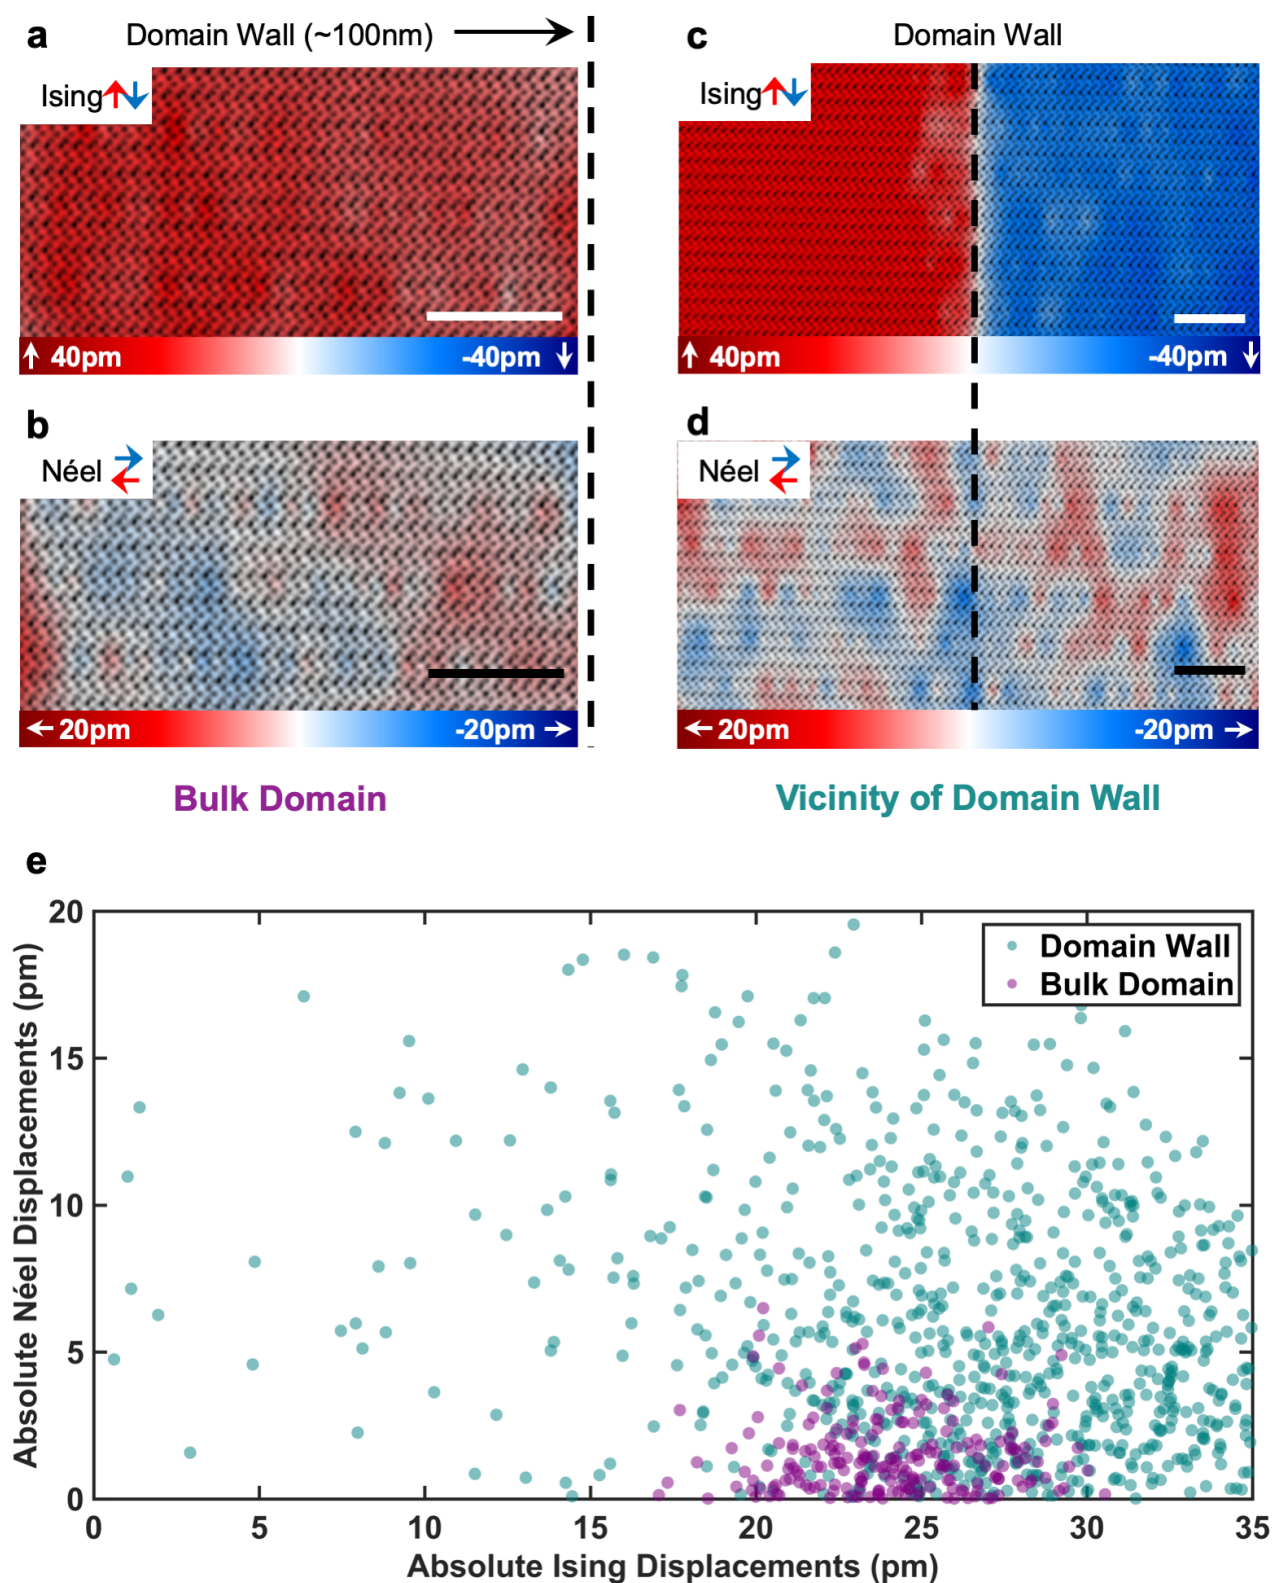 a
Domain Wall (~100nm)
Ising
40pm
-40pm
c
Domain Wall
Ising
40pm
-40pm
b
Néel
20pm
-20pm
d
Néel
20pm
-20pm
Bulk Domain
Vicinity of Domain Wall
e
Absolute Néel Displacements (pm)
20
15
10
5
0
Domain Wall
Bulk Domain
0 5 10 15 20 25 30 35
Absolute Ising Displacements (pm)